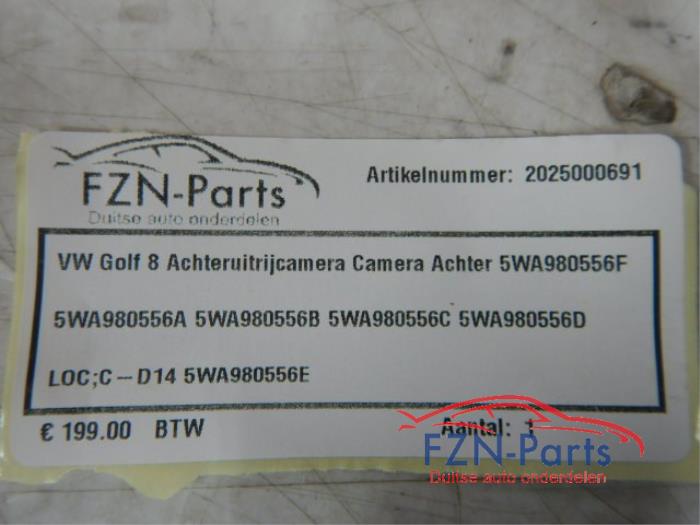 FZN-Parts
Duitse auto onderdelen
Artikelnummer: 2025000691
VW Golf 8 Achteruitrijcamera Camera Achter 5WA980556F
5WA980556A 5WA980556B 5WA980556C 5WA980556D
LOC;C-D14 5WA980556E
€ 199.00 BTW
Aantal: 1
FZN-Parts
Duitse auto onderdelen